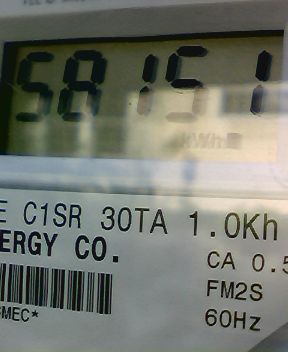 58151
kWh
E C1SR 30TA 1.0Kh
ERGY CO.
CA 0.5
FM2S
MEC*
60Hz